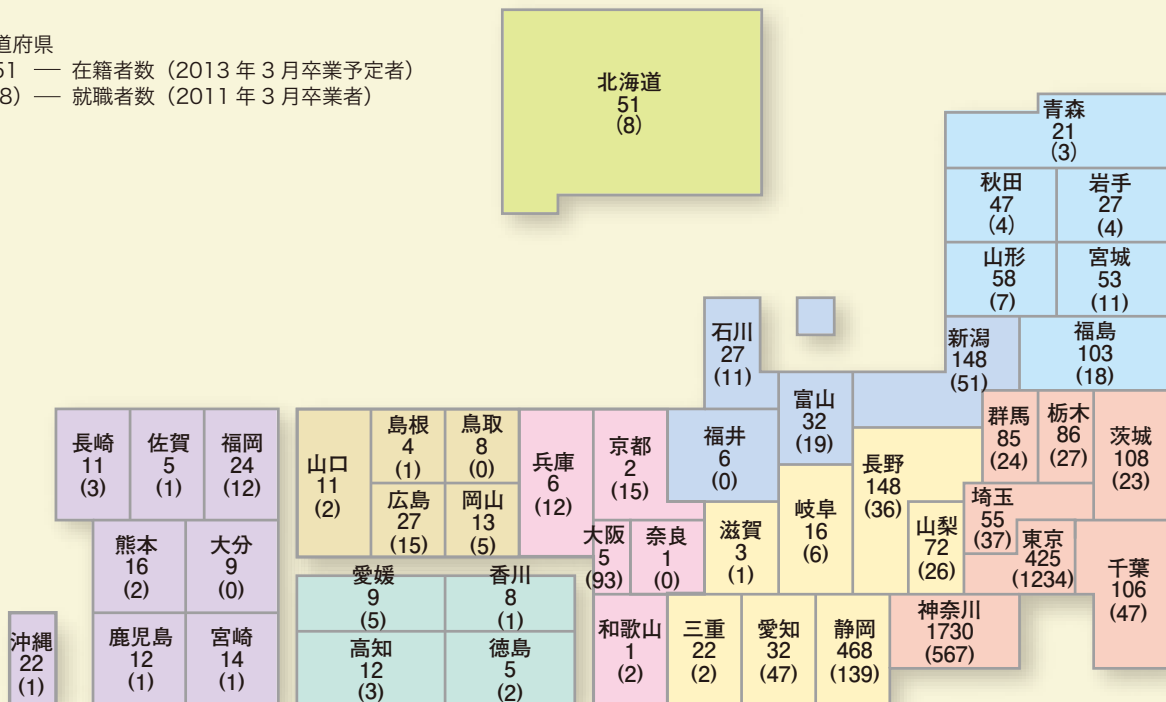 道府県
51 — 在籍者数（2013 年 3 月卒業予定者）
8）— 就職者数（2011 年 3 月卒業者）
北海道
51
(8)
青森
21
(3)
秋田
47
(4)
岩手
27
(4)
山形
58
(7)
宮城
53
(11)
新潟
148
(51)
福島
103
(18)
石川
27
(11)
富山
32
(19)
福井
6
(0)
群馬
85
(24)
栃木
86
(27)
茨城
108
(23)
長野
148
(36)
山梨
72
(26)
埼玉
55
(37)
東京
425
(1234)
千葉
106
(47)
神奈川
1730
(567)
岐阜
16
(6)
滋賀
3
(1)
三重
22
(2)
愛知
32
(47)
静岡
468
(139)
京都
2
(15)
兵庫
6
(12)
大阪
5
(93)
奈良
1
(0)
和歌山
1
(2)
鳥取
8
(0)
島根
4
(1)
岡山
13
(5)
広島
27
(15)
山口
11
(2)
愛媛
9
(5)
香川
8
(1)
高知
12
(3)
徳島
5
(2)
長崎
11
(3)
佐賀
5
(1)
福岡
24
(12)
熊本
16
(2)
大分
9
(0)
鹿児島
12
(1)
宮崎
14
(1)
沖縄
22
(1)